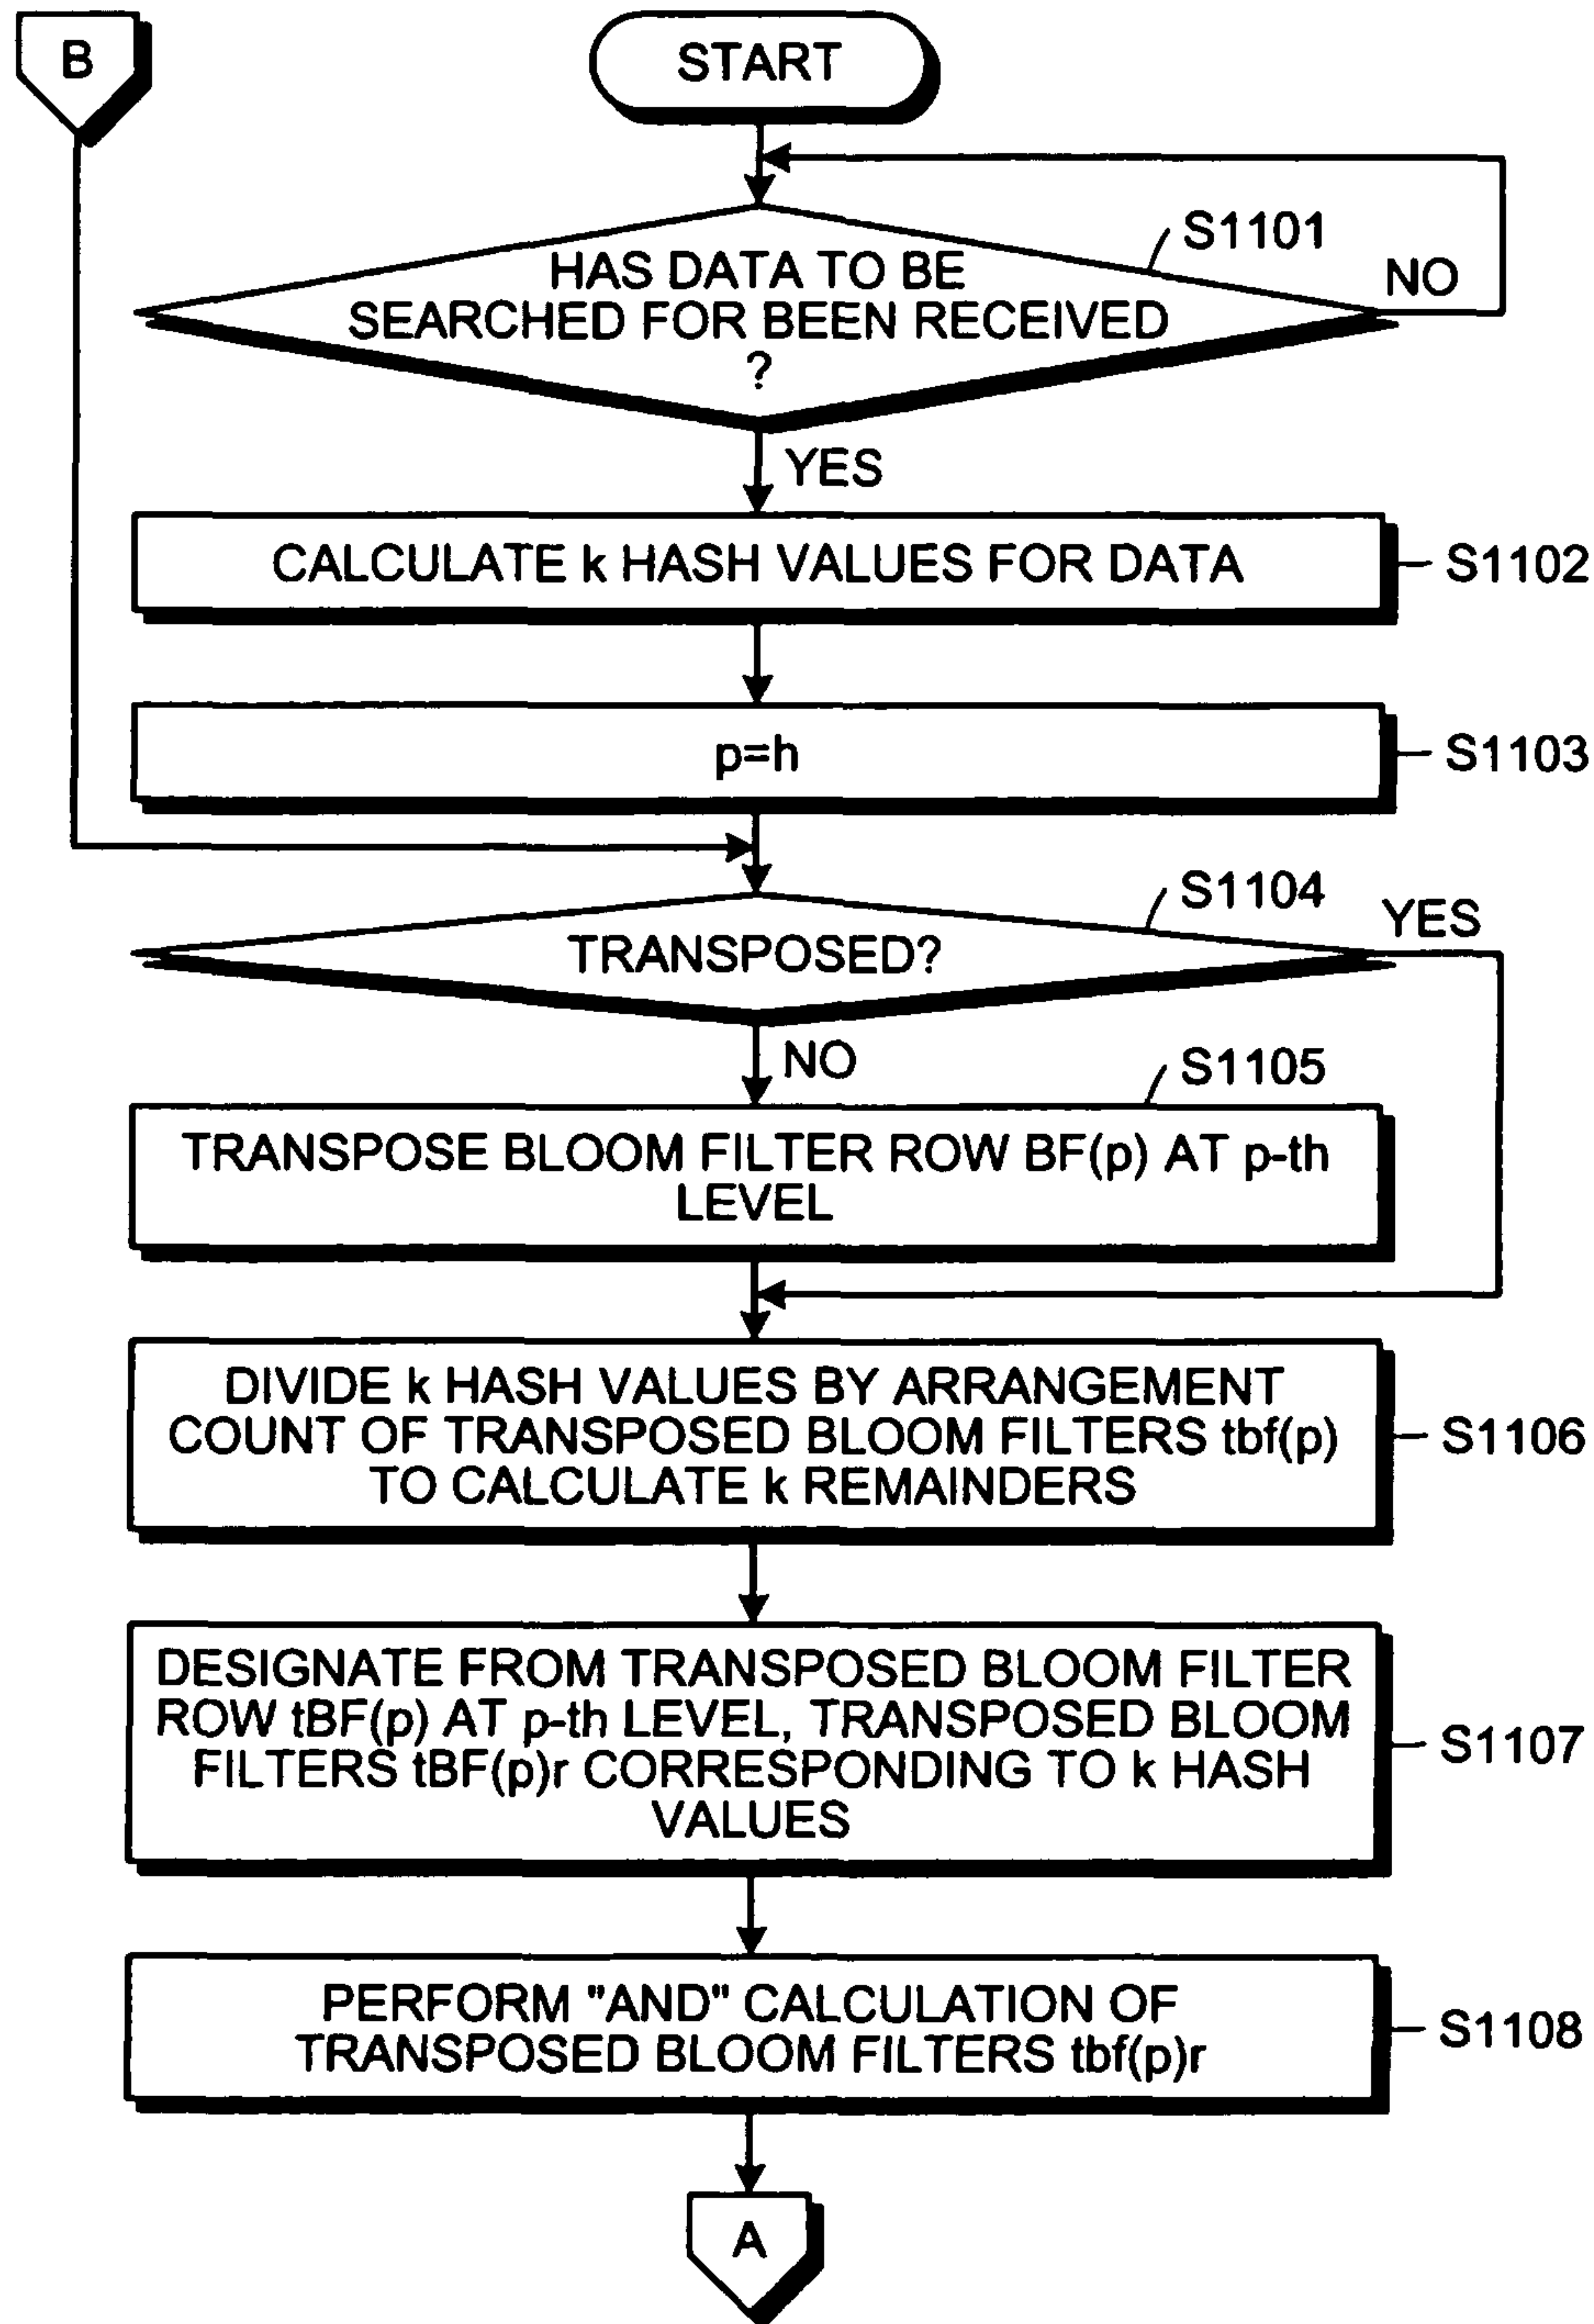 B
START
S1101
HAS DATA TO BE
SEARCHED FOR BEEN RECEIVED
?
NO
YES
CALCULATE k HASH VALUES FOR DATA
S1102
p=h
S1103
S1104
TRANSPOSED?
YES
NO
S1105
TRANSPOSE BLOOM FILTER ROW BF(p) AT p-th
LEVEL
DIVIDE k HASH VALUES BY ARRANGEMENT
COUNT OF TRANSPOSED BLOOM FILTERS tbf(p)
TO CALCULATE k REMAINDERS
S1106
DESIGNATE FROM TRANSPOSED BLOOM FILTER
ROW tBF(p) AT p-th LEVEL, TRANSPOSED BLOOM
FILTERS tBF(p)r CORRESPONDING TO k HASH
VALUES
S1107
PERFORM "AND" CALCULATION OF
TRANSPOSED BLOOM FILTERS tbf(p)r
S1108
A